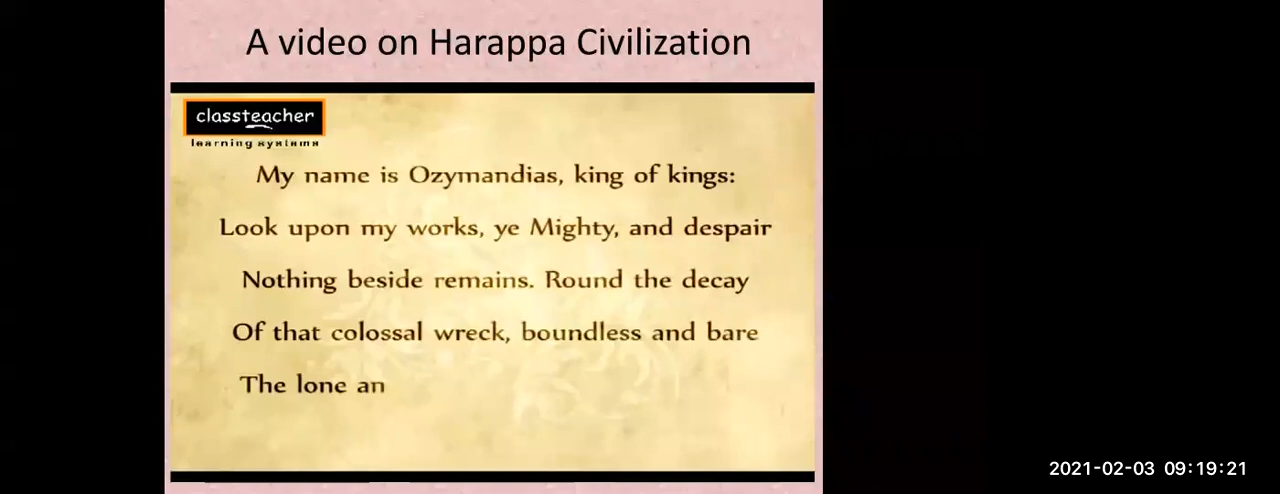 A video on Harappa Civilization
classteacher
learning systems
My name is Ozymandias, king of kings:
Look upon my works, ye Mighty, and despair
Nothing beside remains. Round the decay
Of that colossal wreck, boundless and bare
The lone an
2021-02-03 09:19:21